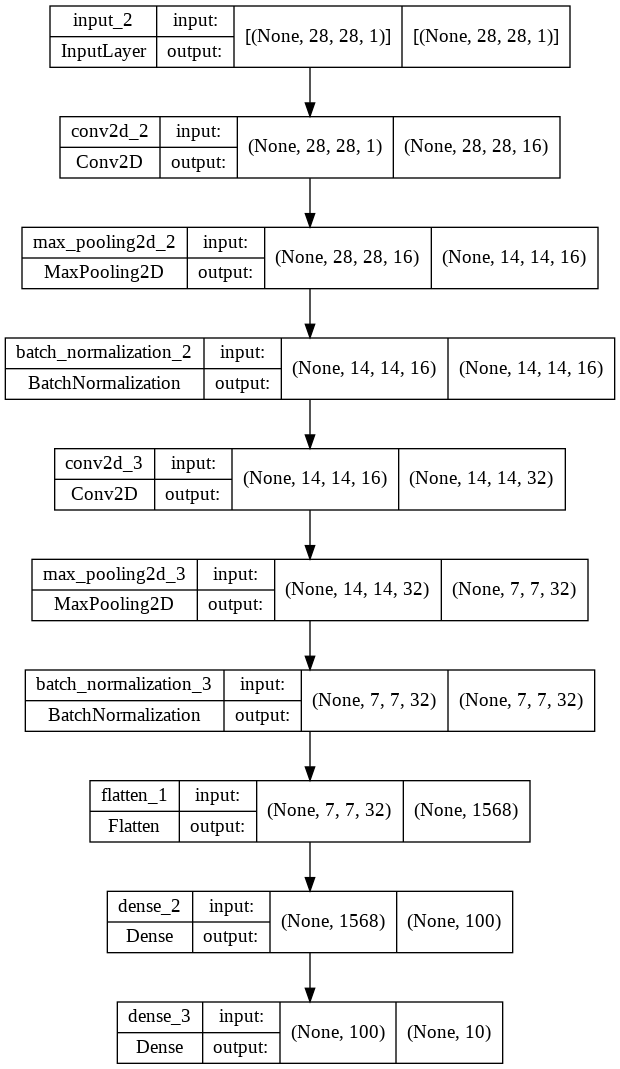 input_2 input: [(None, 28, 28, 1)] [(None, 28, 28, 1)]
InputLayer output:
conv2d_2 input: (None, 28, 28, 1) (None, 28, 28, 16)
Conv2D output:
max_pooling2d_2 input: (None, 28, 28, 16) (None, 14, 14, 16)
MaxPooling2D output:
batch_normalization_2 input: (None, 14, 14, 16) (None, 14, 14, 16)
BatchNormalization output:
conv2d_3 input: (None, 14, 14, 16) (None, 14, 14, 32)
Conv2D output:
max_pooling2d_3 input: (None, 14, 14, 32) (None, 7, 7, 32)
MaxPooling2D output:
batch_normalization_3 input: (None, 7, 7, 32) (None, 7, 7, 32)
BatchNormalization output:
flatten_1 input: (None, 7, 7, 32) (None, 1568)
Flatten output:
dense_2 input: (None, 1568) (None, 100)
Dense output:
dense_3 input: (None, 100) (None, 10)
Dense output: